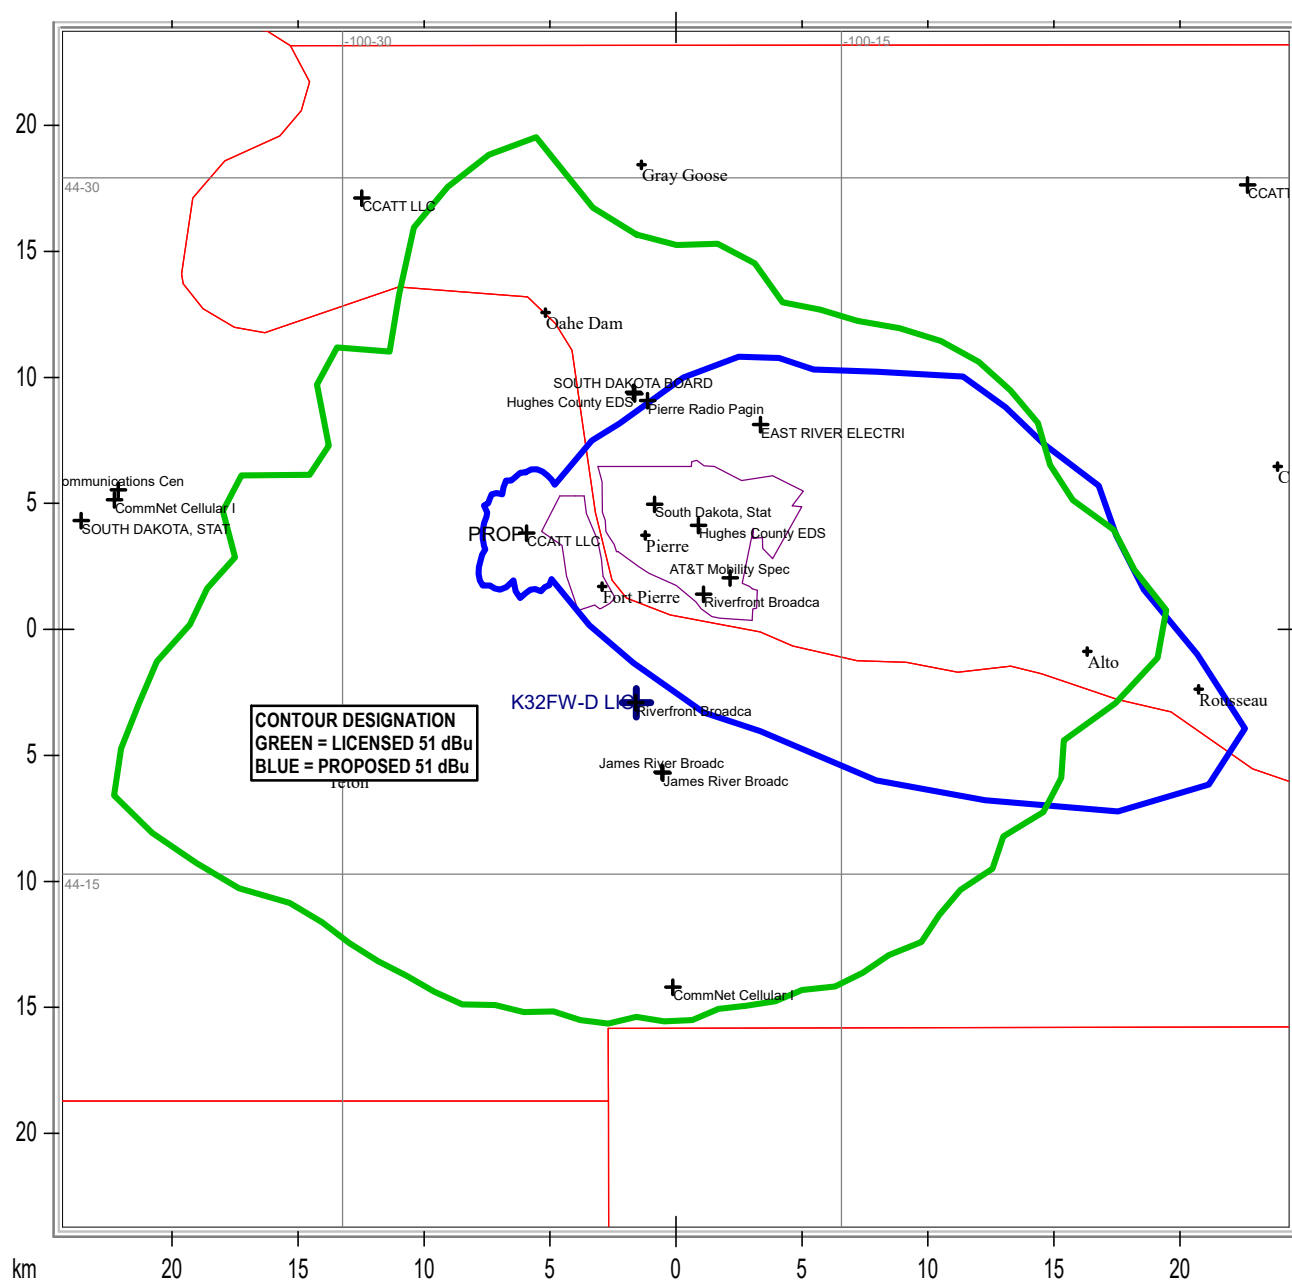 -100-30
-100-15
20
Gray Goose
44-30
CCATT LLC
CCATT
15
Oahe Dam
10
SOUTH DAKOTA BOARD
Hughes County EDS
Pierre Radio Pagin
EAST RIVER ELECTRI
C
ommunications Cen
5
CommNet Cellular I
SOUTH DAKOTA, STAT
South Dakota, Stat
Hughes County EDS
PROP
CCATT LLC
Pierre
AT&T Mobility Spec
Fort Pierre
Riverfront Broadca
0
Alto
Rousseau
K32FW-D LIC
Riverfront Broadca
CONTOUR DESIGNATION
GREEN = LICENSED 51 dBu
BLUE = PROPOSED 51 dBu
5
James River Broadc
James River Broadc
Teton
10
44-15
15
CommNet Cellular I
20
km 20 15 10 5 0 5 10 15 20